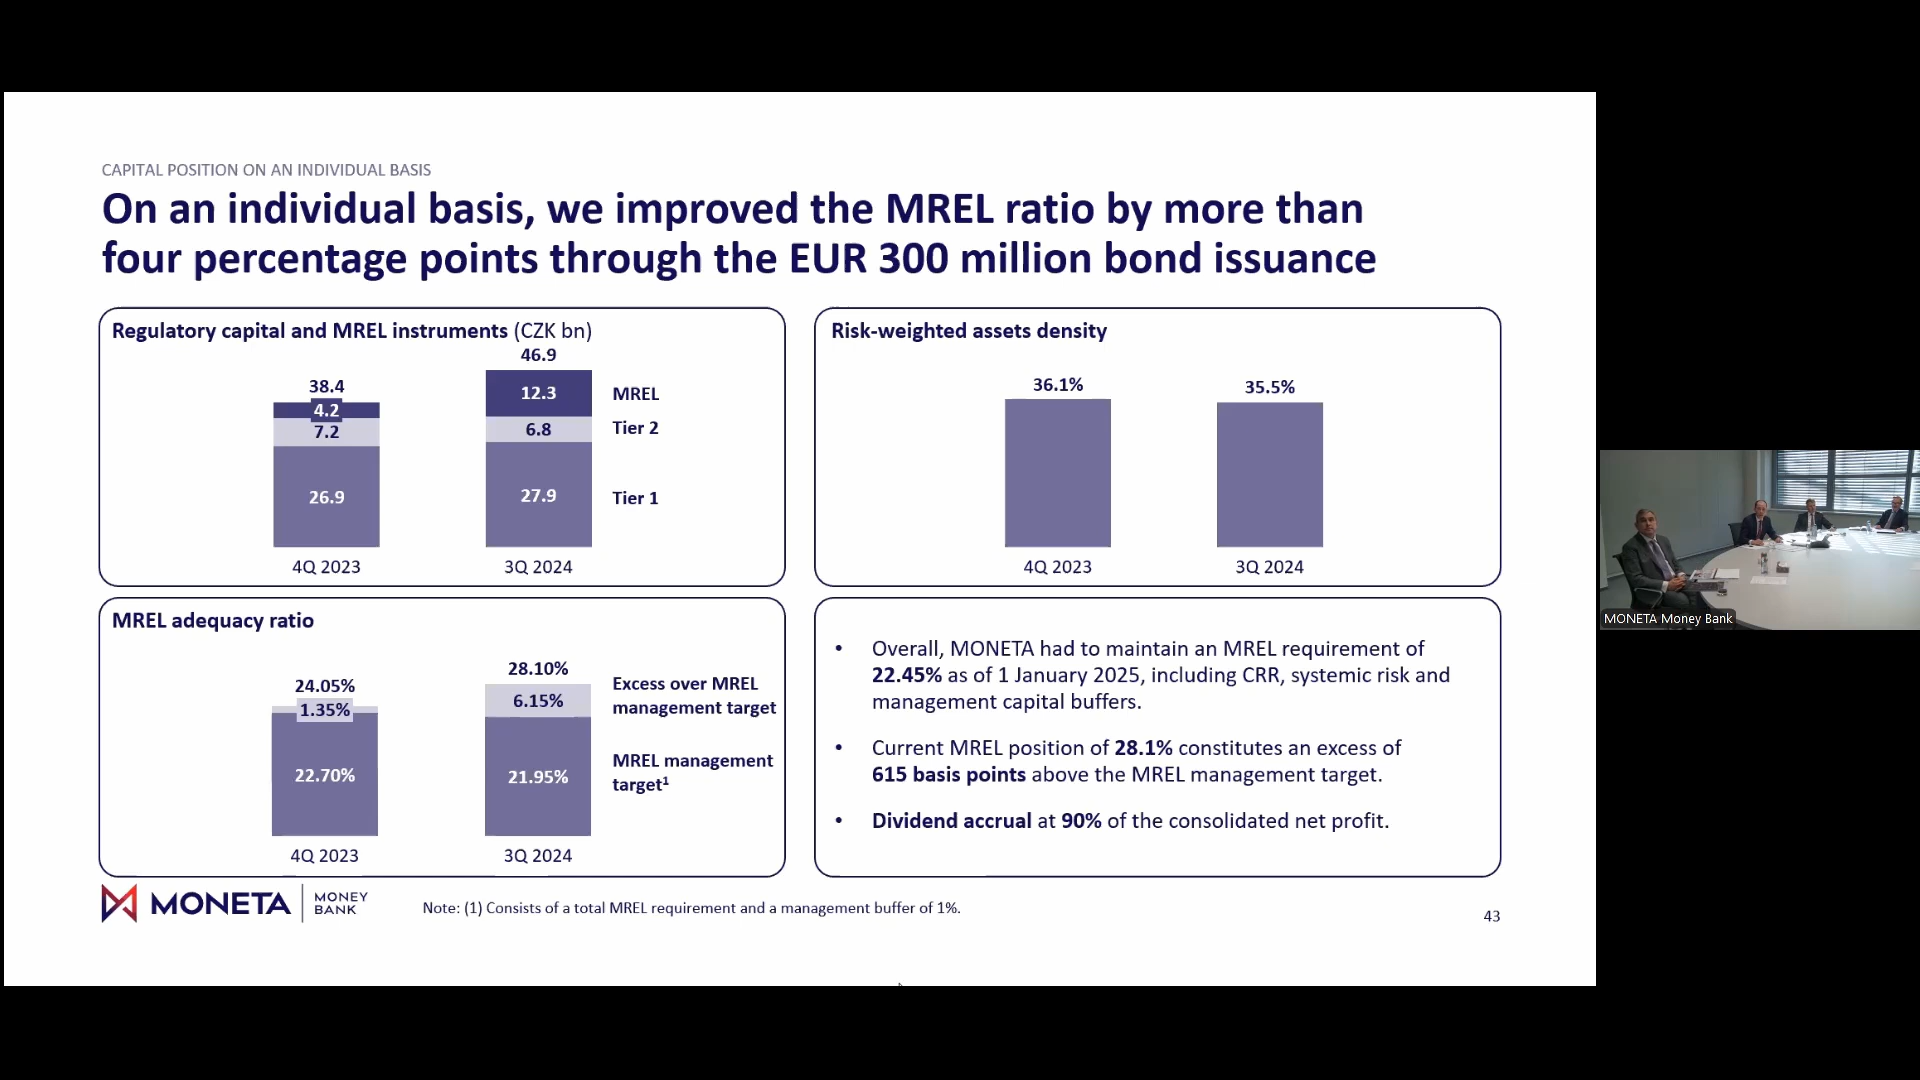 CAPITAL POSITION ON AN INDIVIDUAL BASIS
On an individual basis, we improved the MREL ratio by more than
four percentage points through the EUR 300 million bond issuance
Regulatory capital and MREL instruments (CZK bn)
38.4
4.2
7.2
26.9
4Q 2023
46.9
12.3
6.8
27.9
3Q 2024
MREL
Tier 2
Tier 1
Risk-weighted assets density
36.1%
35.5%
4Q 2023
3Q 2024
MREL adequacy ratio
24.05%
1.35%
22.70%
4Q 2023
28.10%
6.15%
21.95%
3Q 2024
Excess over MREL
management target
MREL management
target¹
• Overall, MONETA had to maintain an MREL requirement of
22.45% as of 1 January 2025, including CRR, systemic risk and
management capital buffers.
• Current MREL position of 28.1% constitutes an excess of
615 basis points above the MREL management target.
• Dividend accrual at 90% of the consolidated net profit.
MONETA
MONEY
BANK
Note: (1) Consists of a total MREL requirement and a management buffer of 1%.
43
MONETA Money Bank